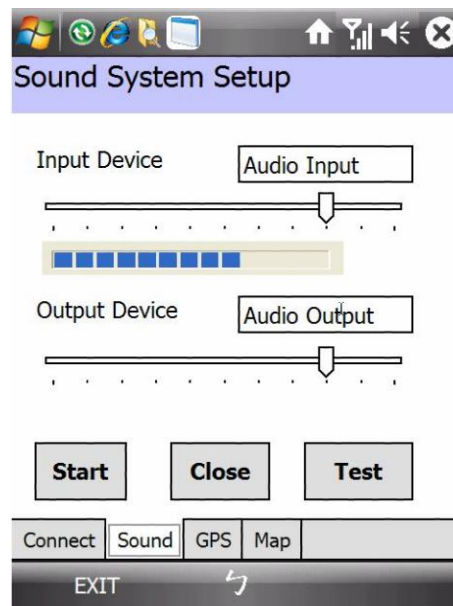 Sound System Setup
Input Device Audio Input
Output Device Audio Output
Start Close Test
Connect Sound GPS Map
EXIT ㄅ